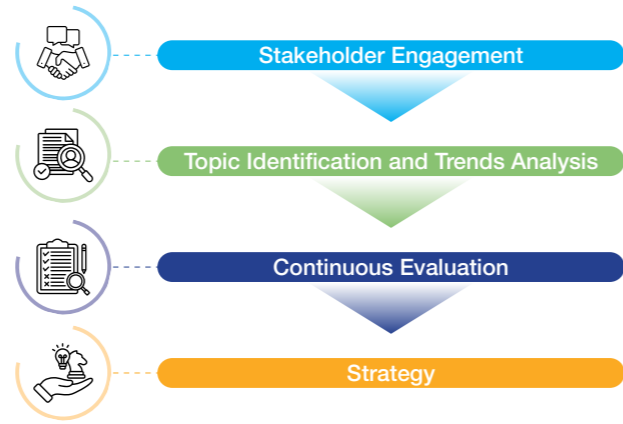 Stakeholder Engagement
Topic Identification and Trends Analysis
Continuous Evaluation
Strategy